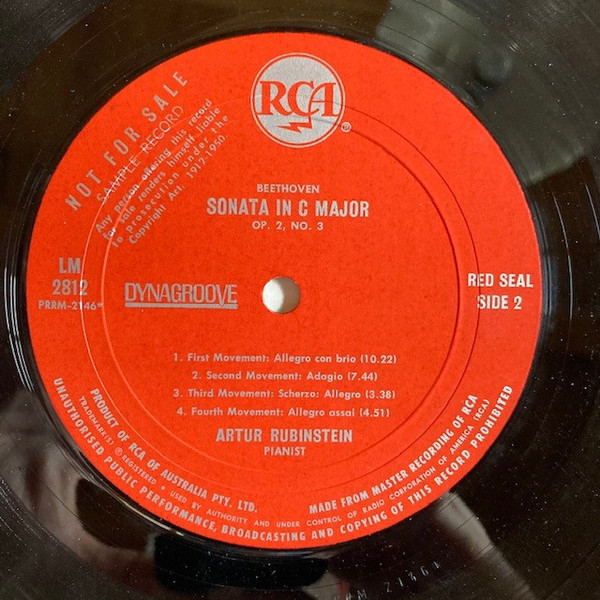 RCA
®
NOT FOR SALE
SAMPLE RECORD
Any person offering this record
for sale renders himself liable
to prosecution under the
Copyright Act. 1912-1950.
BEETHOVEN
SONATA IN C MAJOR
OP. 2, NO. 3
LM
2812
PRRM-2146*
DYNAGROOVE
RED SEAL
SIDE 2
1. First Movement: Allegro con brio (10.22)
2. Second Movement: Adagio (7.44)
3. Third Movement: Scherzo: Allegro (3.38)
4. Fourth Movement: Allegro assai (4.51)
ARTUR RUBINSTEIN
PIANIST
PRODUCT OF RCA OF AUSTRALIA PTY. LTD.
MADE FROM MASTER RECORDING OF RCA
TRADEMARK(S) ® REGISTERED • USED BY AUTHORITY AND UNDER CONTROL OF RADIO CORPORATION OF AMERICA (RCA)
UNAUTHORISED PUBLIC PERFORMANCE, BROADCASTING AND COPYING OF THIS RECORD PROHIBITED